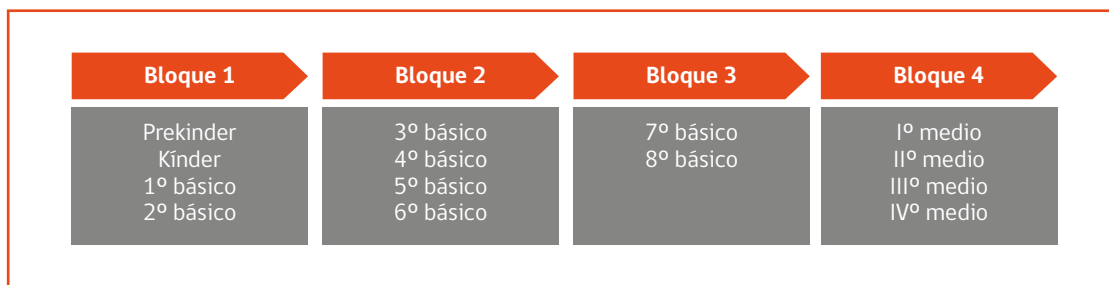 Bloque 1
Prekinder
Kínder
1º básico
2º básico
Bloque 2
3º básico
4º básico
5º básico
6º básico
Bloque 3
7º básico
8º básico
Bloque 4
Iº medio
IIº medio
IIIº medio
IVº medio